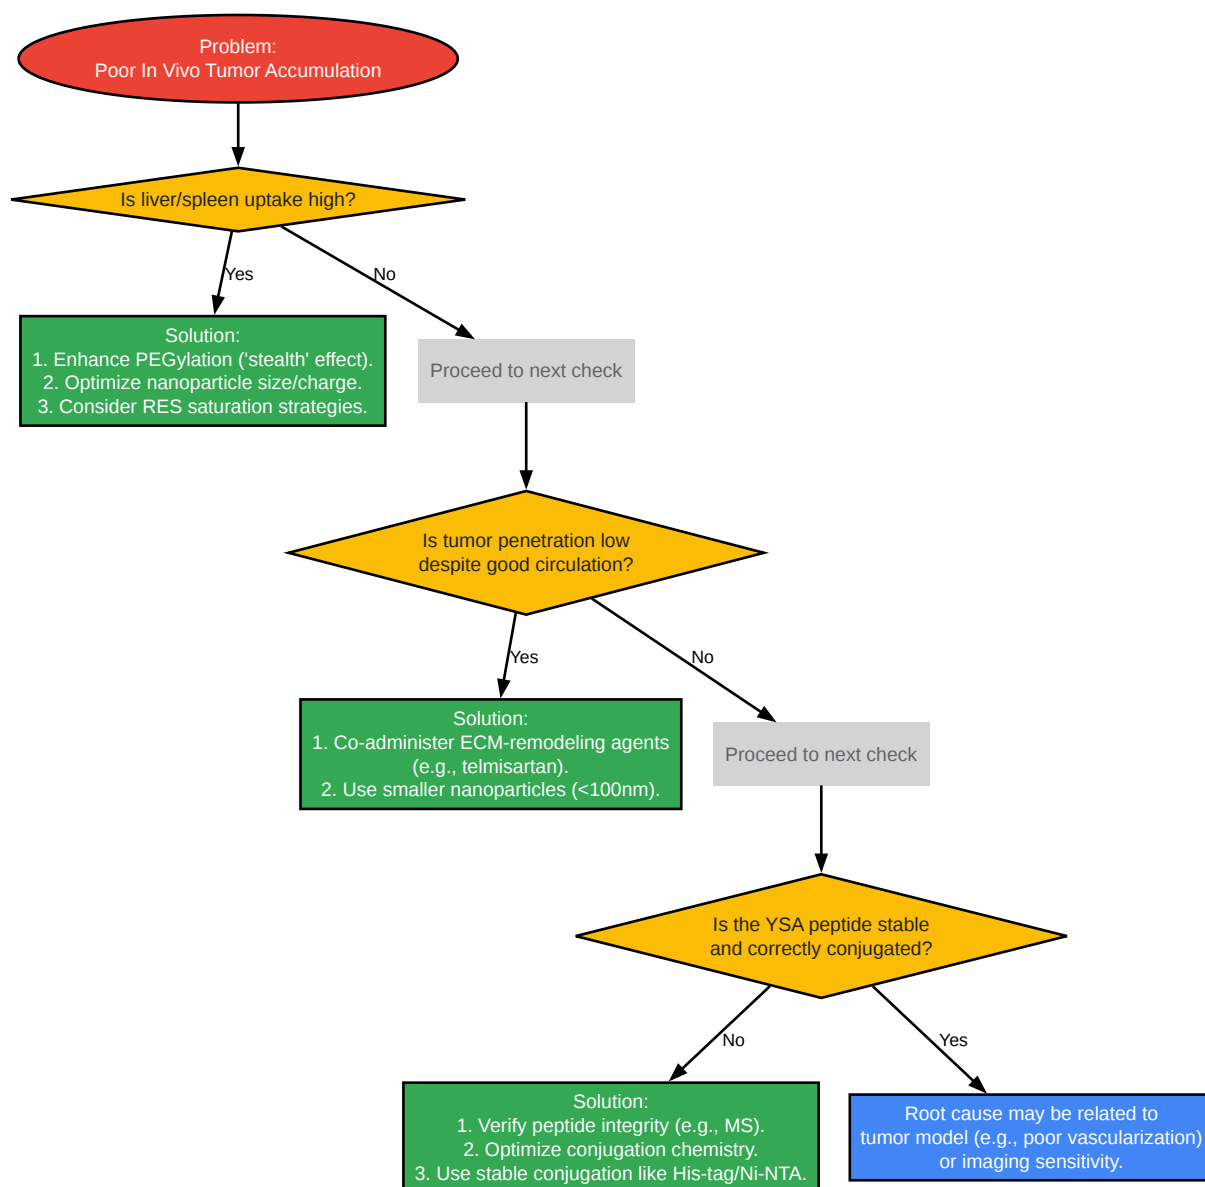 Problem:
Poor In Vivo Tumor Accumulation
Is liver/spleen uptake high?
Yes
No
Solution:
1. Enhance PEGylation ('stealth' effect).
2. Optimize nanoparticle size/charge.
3. Consider RES saturation strategies.
Proceed to next check
Is tumor penetration low
despite good circulation?
Yes
No
Solution:
1. Co-administer ECM-remodeling agents
(e.g., telmisartan).
2. Use smaller nanoparticles (<100nm).
Proceed to next check
Is the YSA peptide stable
and correctly conjugated?
No
Yes
Solution:
1. Verify peptide integrity (e.g., MS).
2. Optimize conjugation chemistry.
3. Use stable conjugation like His-tag/Ni-NTA.
Root cause may be related to
tumor model (e.g., poor vascularization)
or imaging sensitivity.